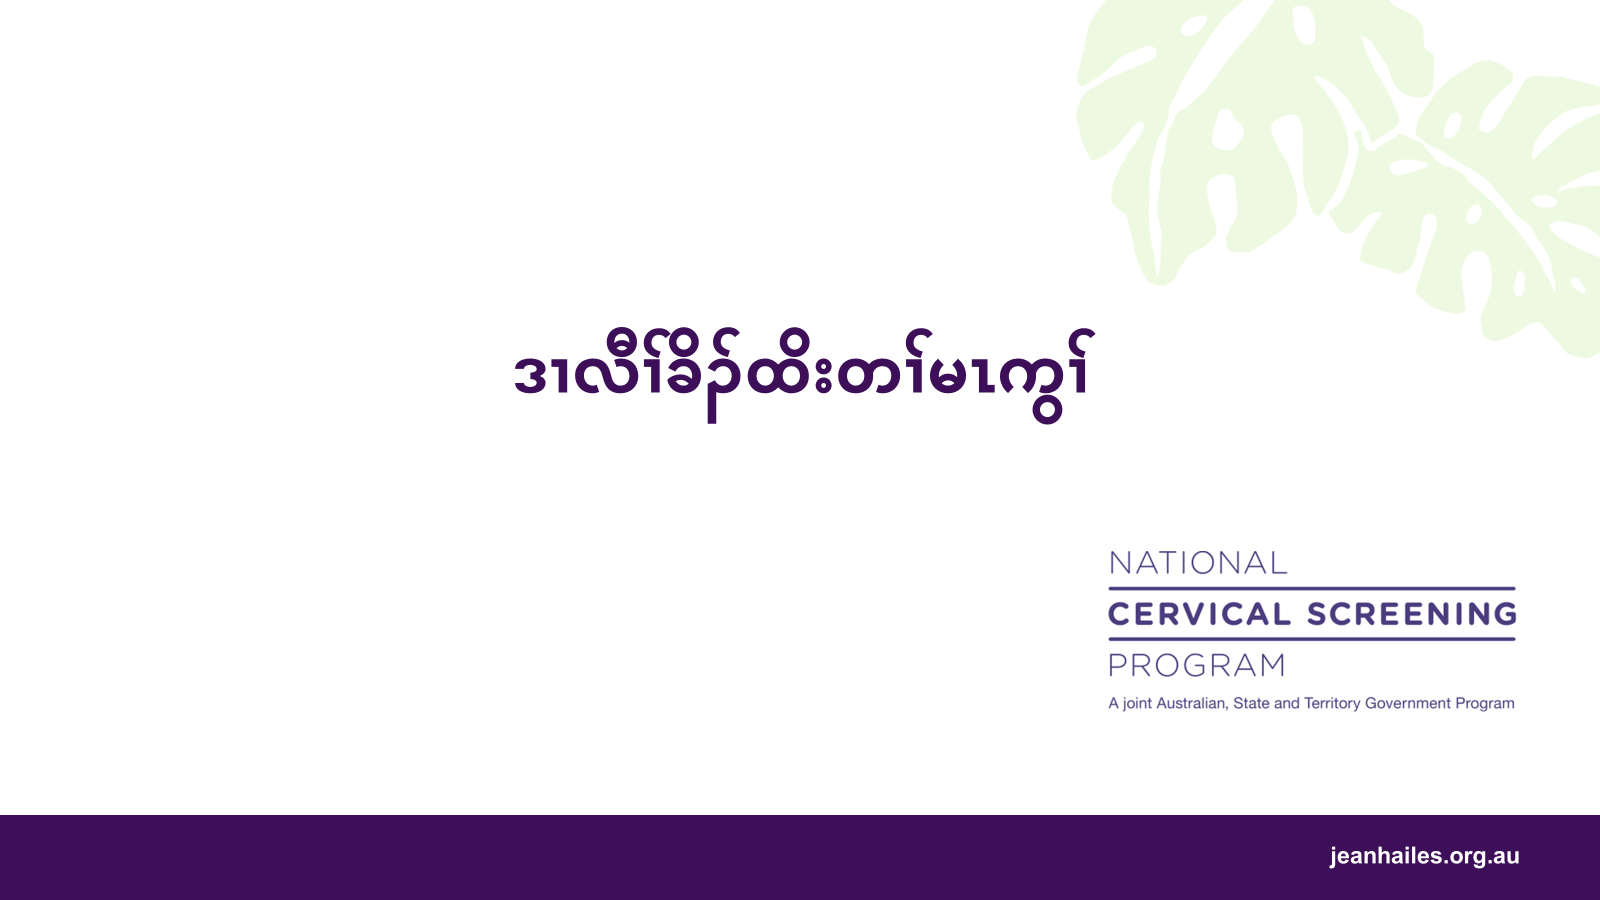 ဒၢလီၢ်ခိၣ်ထိးတၢ်မၤကွၢ်
NATIONAL
CERVICAL SCREENING
PROGRAM
A joint Australian, State and Territory Government Program
jeanhailes.org.au